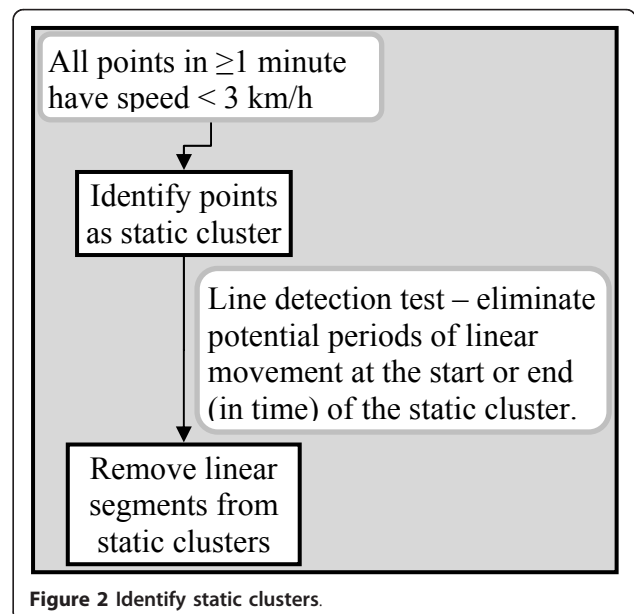 All points in ≥1 minute
have speed < 3 km/h
Identify points
as static cluster
Line detection test – eliminate
potential periods of linear
movement at the start or end
(in time) of the static cluster.
Remove linear
segments from
static clusters
Figure 2 Identify static clusters.